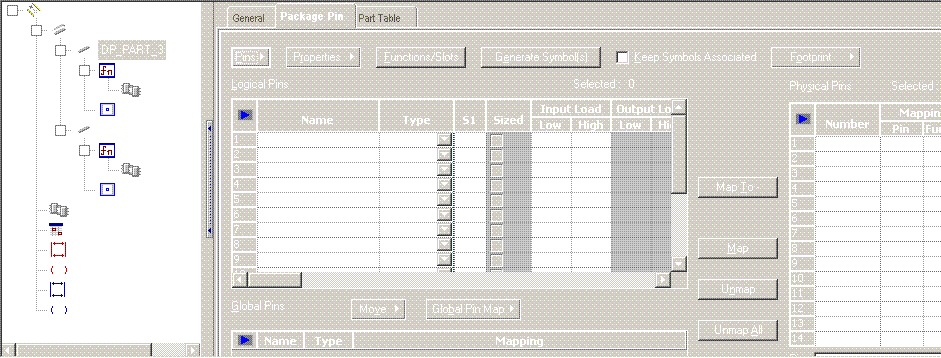 General Package Pin Part Table
DP_PART_3
Pins Properties Functions/Slots Generate Symbol(s) Keep Symbols Associated Footprint
Logical Pins Selected : 0 Physical Pins Selected
Name Type S1 Sized Input Load Output Lo
Low High Low Hi
1
2
3
4
5
6
7
8
9
Number Mappin
Pin Fu
1
2
3
4
5
6
7
8
9
10
11
12
13
14
Map To -
Map
Unmap
Unmap All
Global Pins Move Global Pin Map
Name Type Mapping